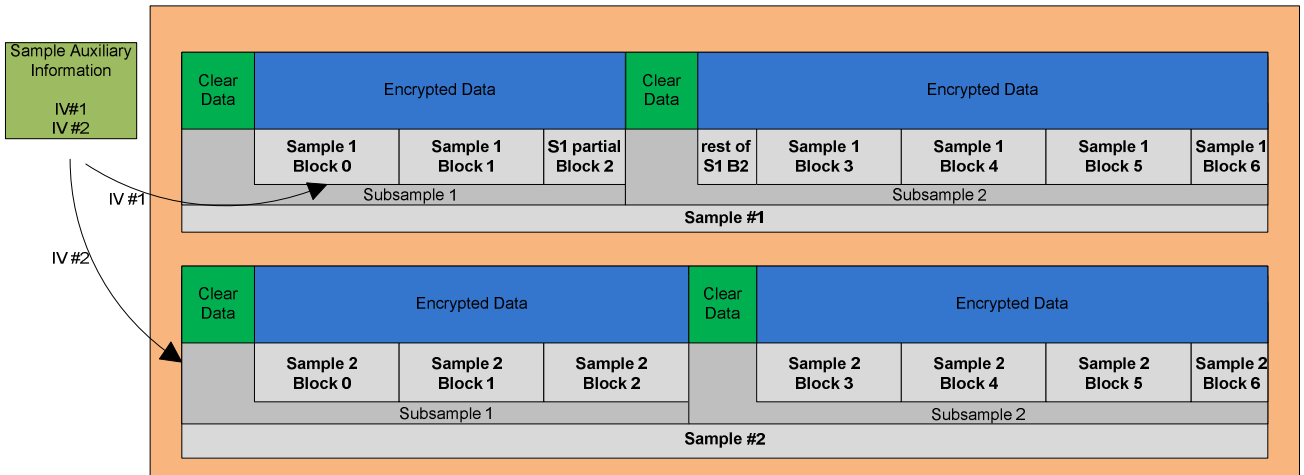 Sample Auxiliary
Information
IV#1
IV #2
IV #1
IV #2
Clear
Data
Encrypted Data
Clear
Data
Encrypted Data
Sample 1
Block 0
Sample 1
Block 1
S1 partial
Block 2
rest of
S1 B2
Sample 1
Block 3
Sample 1
Block 4
Sample 1
Block 5
Sample 1
Block 6
Subsample 1
Subsample 2
Sample #1
Clear
Data
Encrypted Data
Clear
Data
Encrypted Data
Sample 2
Block 0
Sample 2
Block 1
Sample 2
Block 2
Sample 2
Block 3
Sample 2
Block 4
Sample 2
Block 5
Sample 2
Block 6
Subsample 1
Subsample 2
Sample #2